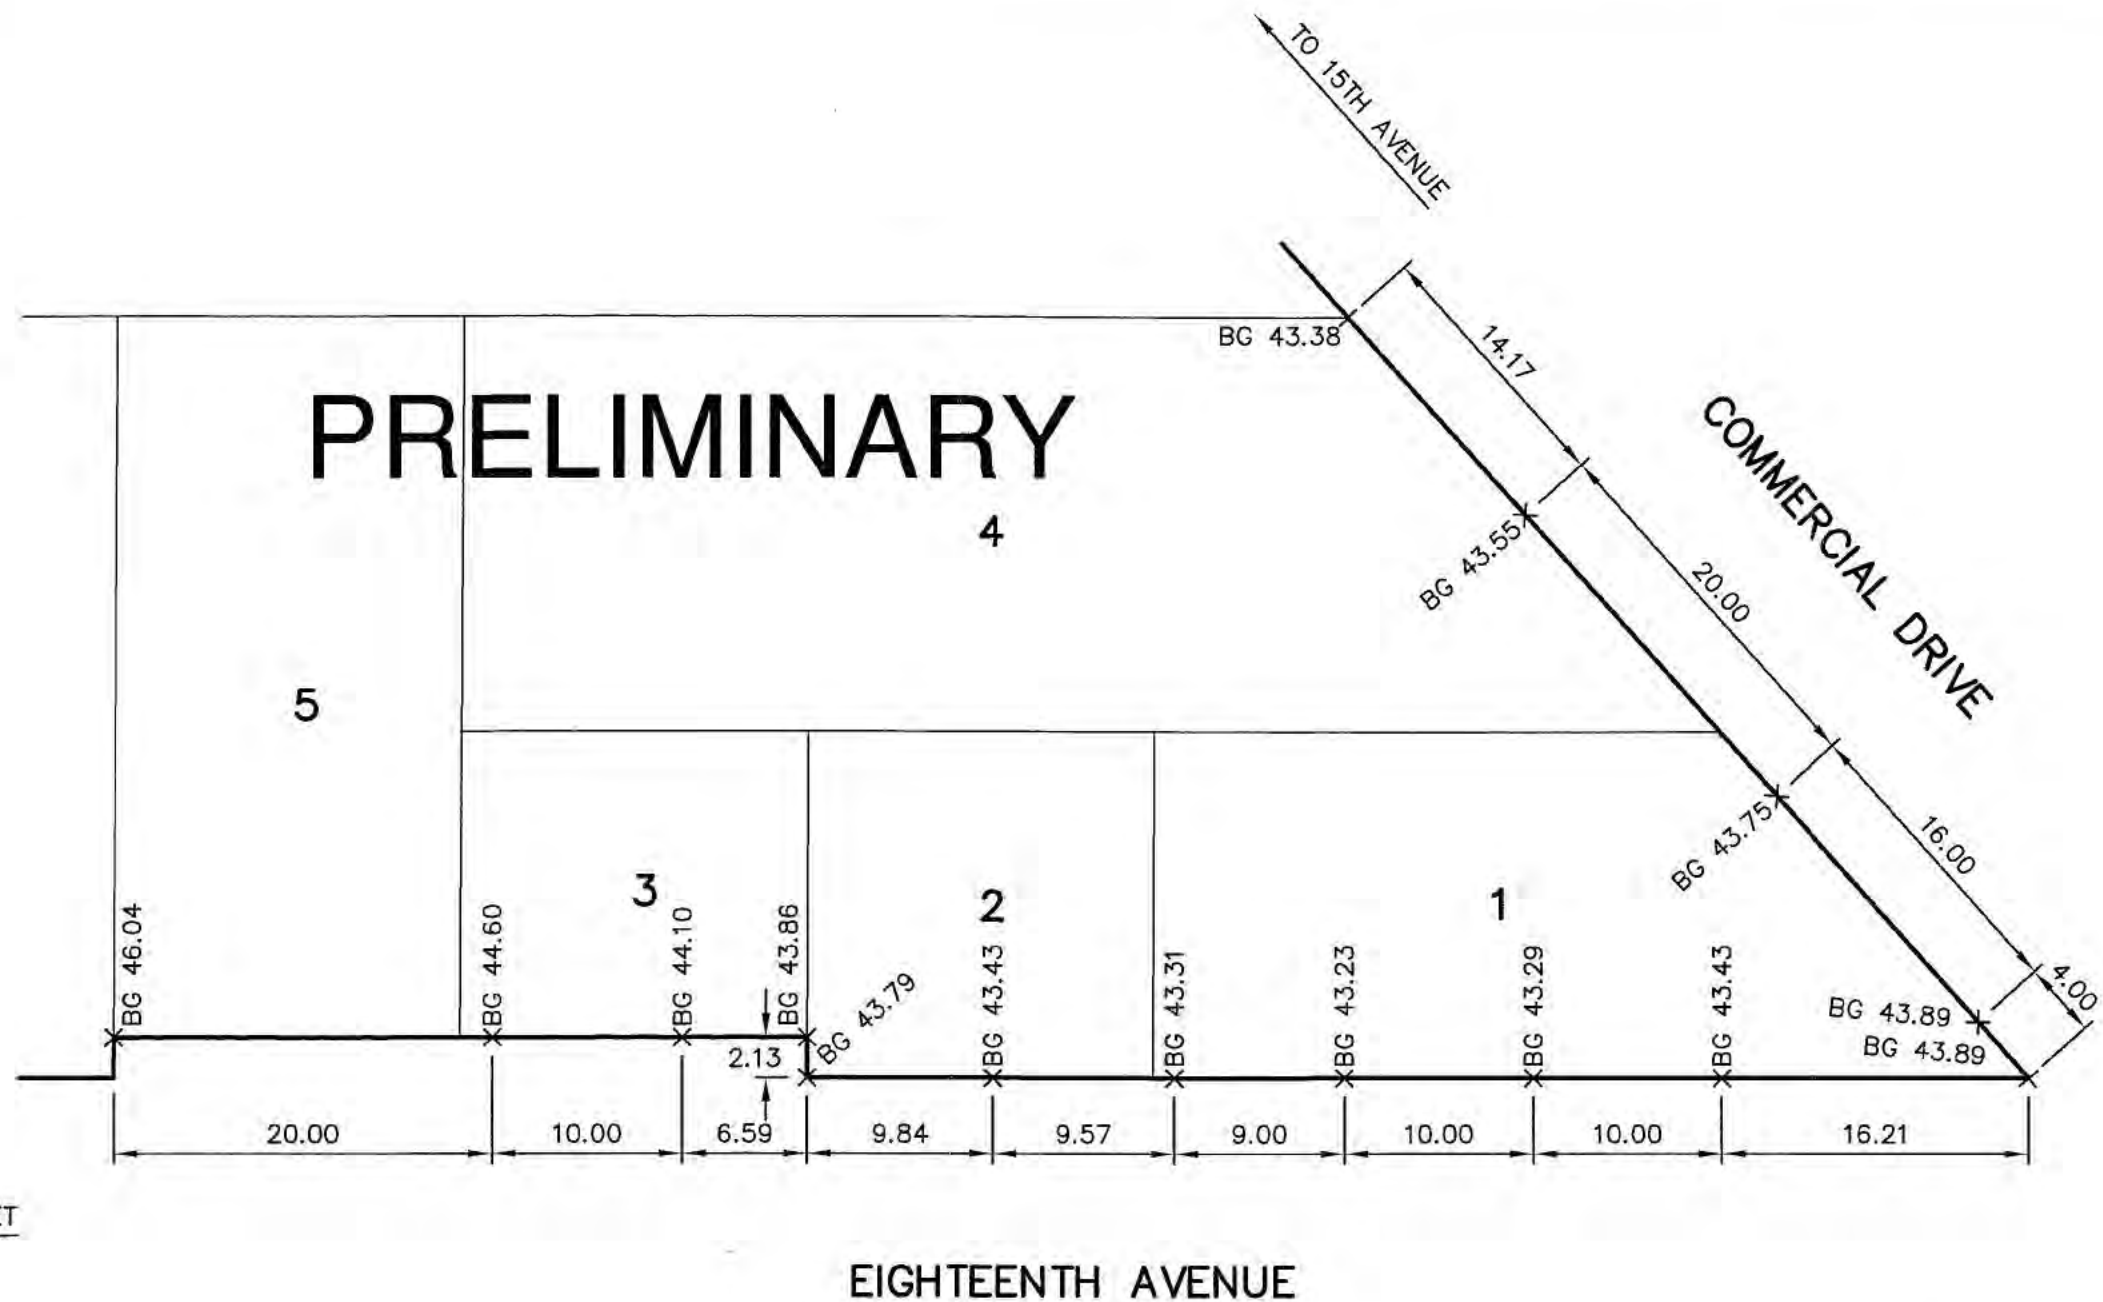 TO 15TH AVENUE
BG 43.38
14.17
PRELIMINARY
COMMERCIAL DRIVE
4
BG 43.55
20.00
5
BG 43.75
16.00
3
2
1
BG 46.04
BG 44.60
BG 44.10
BG 43.86
BG 43.79
BG 43.43
BG 43.31
BG 43.23
BG 43.29
BG 43.43
BG 43.89
4.00
BG 43.89
2.13
20.00
10.00
6.59
9.84
9.57
9.00
10.00
10.00
16.21
EIGHTEENTH AVENUE